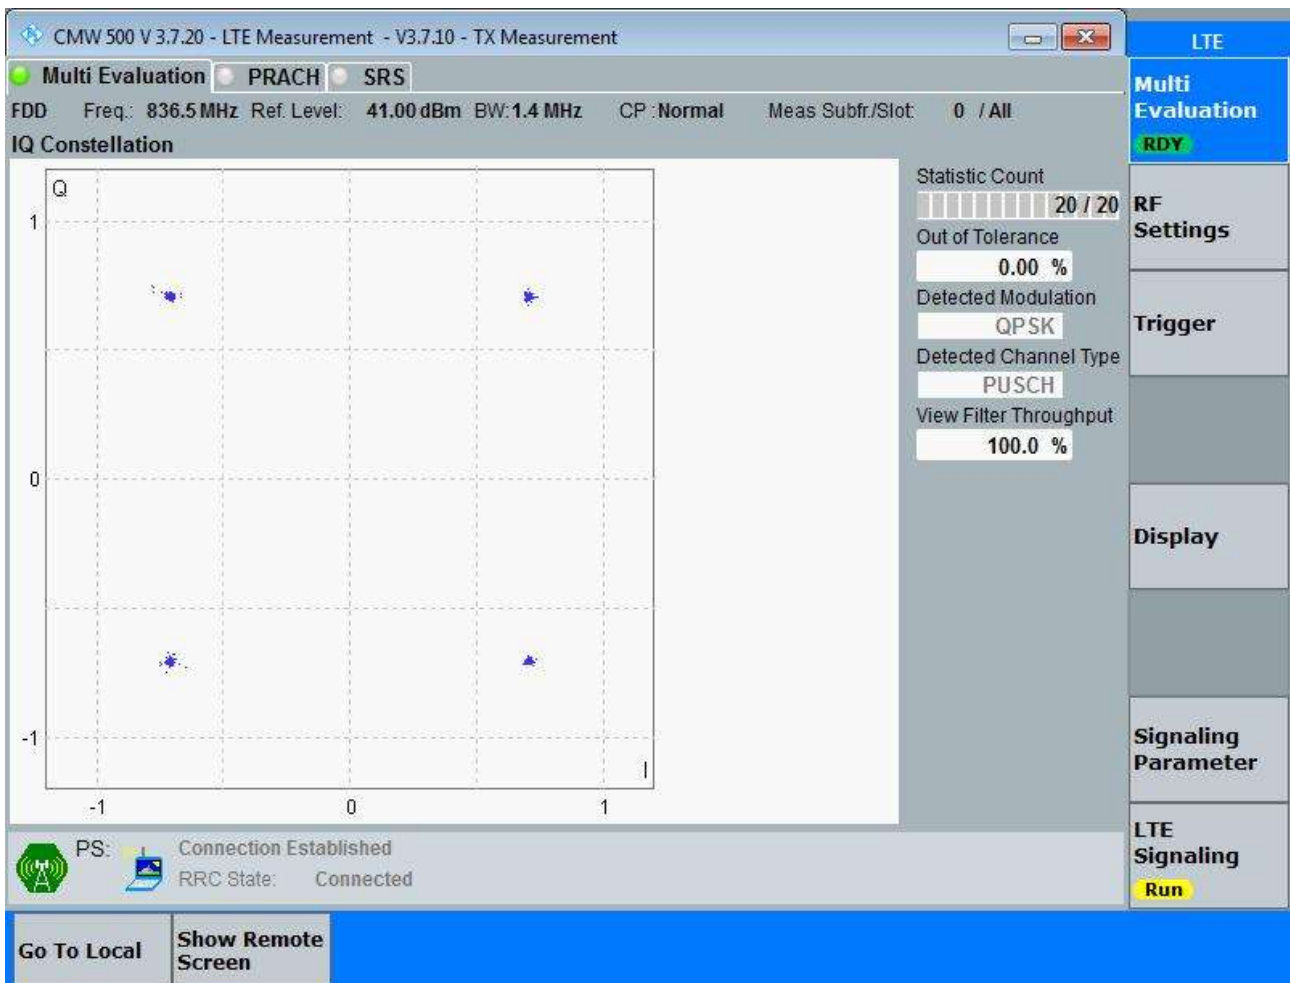 CMW 500 V 3.7.20 - LTE Measurement - V3.7.10 - TX Measurement
LTE
Multi Evaluation PRACH SRS
FDD Freq.: 836.5 MHz Ref. Level: 41.00 dBm BW: 1.4 MHz CP : Normal Meas Subfr./Slot: 0 / All
IQ Constellation
Q
1
0
-1
I
-1 0 1
Statistic Count
20 / 20
Out of Tolerance
0.00 %
Detected Modulation
QPSK
Detected Channel Type
PUSCH
View Filter Throughput
100.0 %
Multi
Evaluation
RDY
RF
Settings
Trigger
Display
Signaling
Parameter
LTE
Signaling
Run
PS: Connection Established
RRC State: Connected
Go To Local
Show Remote
Screen